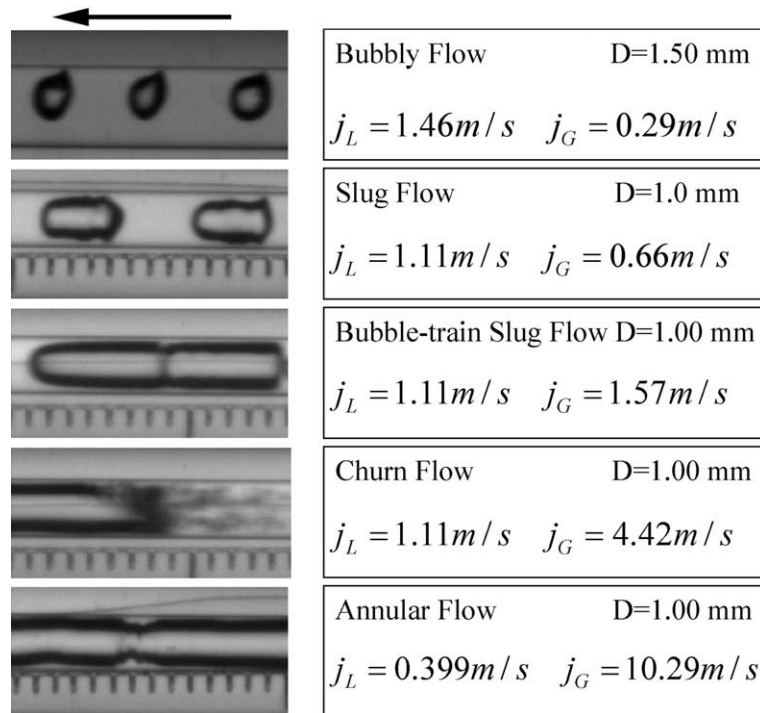 Bubbly Flow D=1.50 mm
j_L = 1.46m/s j_G = 0.29m/s
Slug Flow D=1.0 mm
j_L = 1.11m/s j_G = 0.66m/s
Bubble-train Slug Flow D=1.00 mm
j_L = 1.11m/s j_G = 1.57m/s
Churn Flow D=1.00 mm
j_L = 1.11m/s j_G = 4.42m/s
Annular Flow D=1.00 mm
j_L = 0.399m/s j_G = 10.29m/s